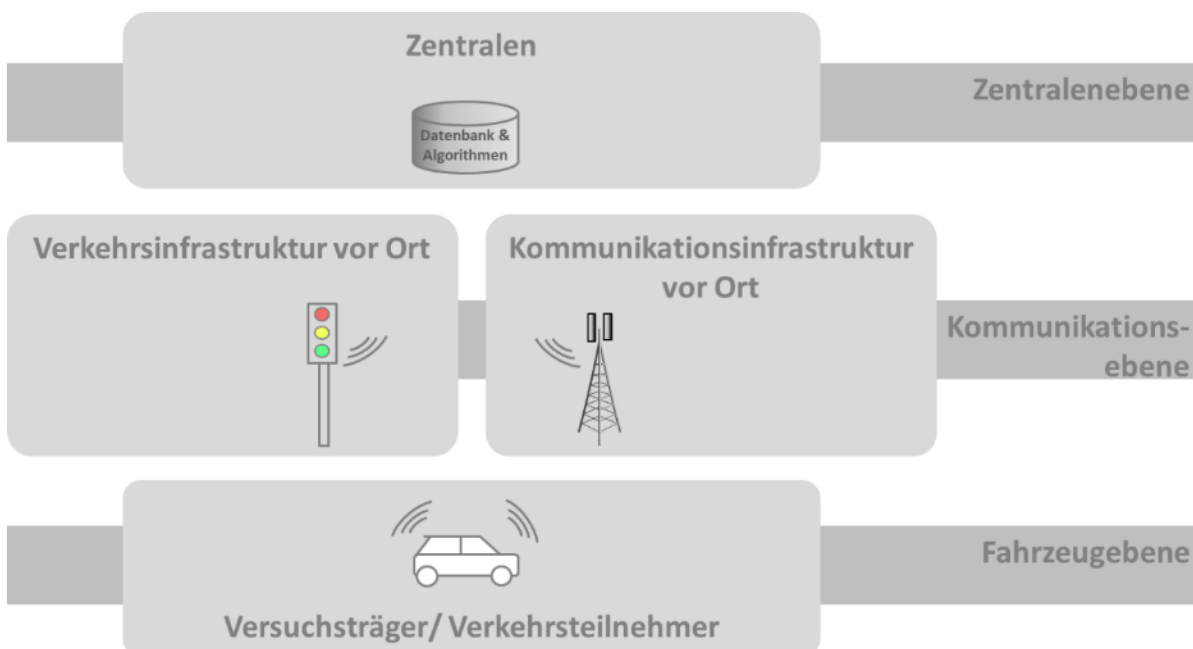 Zentralen
Zentralenebene
Datenbank &
Algorithmen
Verkehrsinfrastruktur vor Ort
Kommunikationsinfrastruktur
vor Ort
Kommunikations-
ebene
Fahrzeugebene
Versuchsträger/ Verkehrsteilnehmer